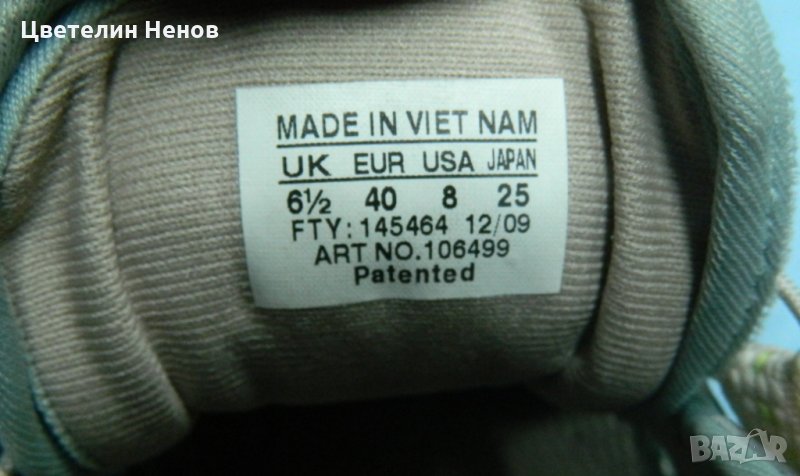 Цветелин Ненов
MADE IN VIET NAM
UK EUR USA JAPAN
6½ 40 8 25
FTY: 145464 12/09
ART NO.106499
Patented
BAZAR